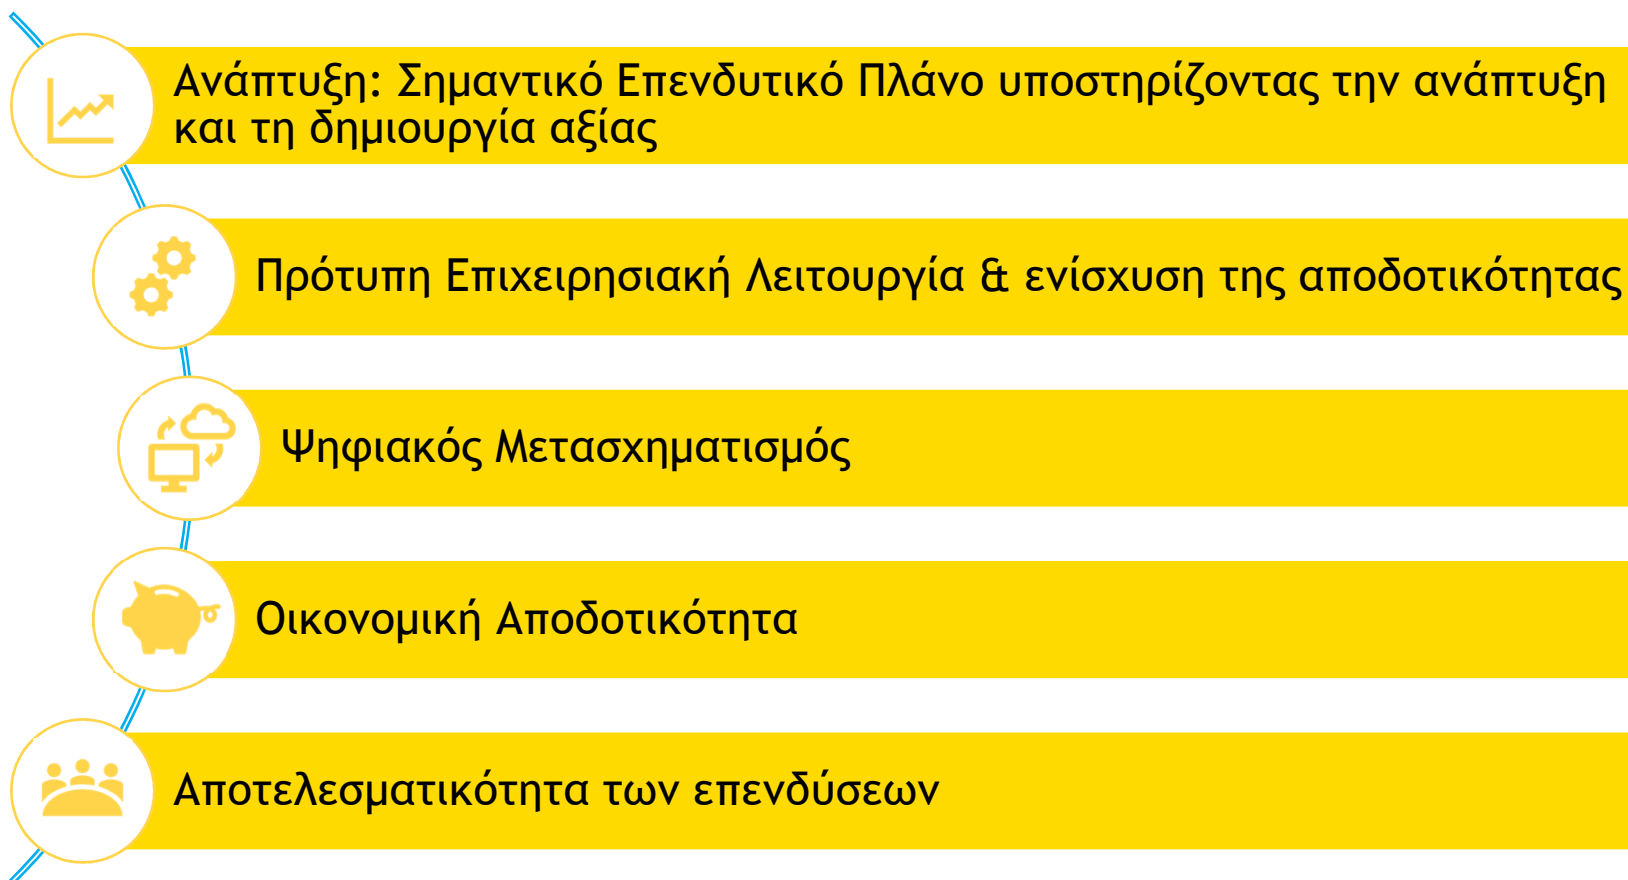 Ανάπτυξη: Σημαντικό Επενδυτικό Πλάνο υποστηρίζοντας την ανάπτυξη
και τη δημιουργία αξίας
Πρότυπη Επιχειρησιακή Λειτουργία & ενίσχυση της αποδοτικότητας
Ψηφιακός Μετασχηματισμός
Οικονομική Αποδοτικότητα
Αποτελεσματικότητα των επενδύσεων